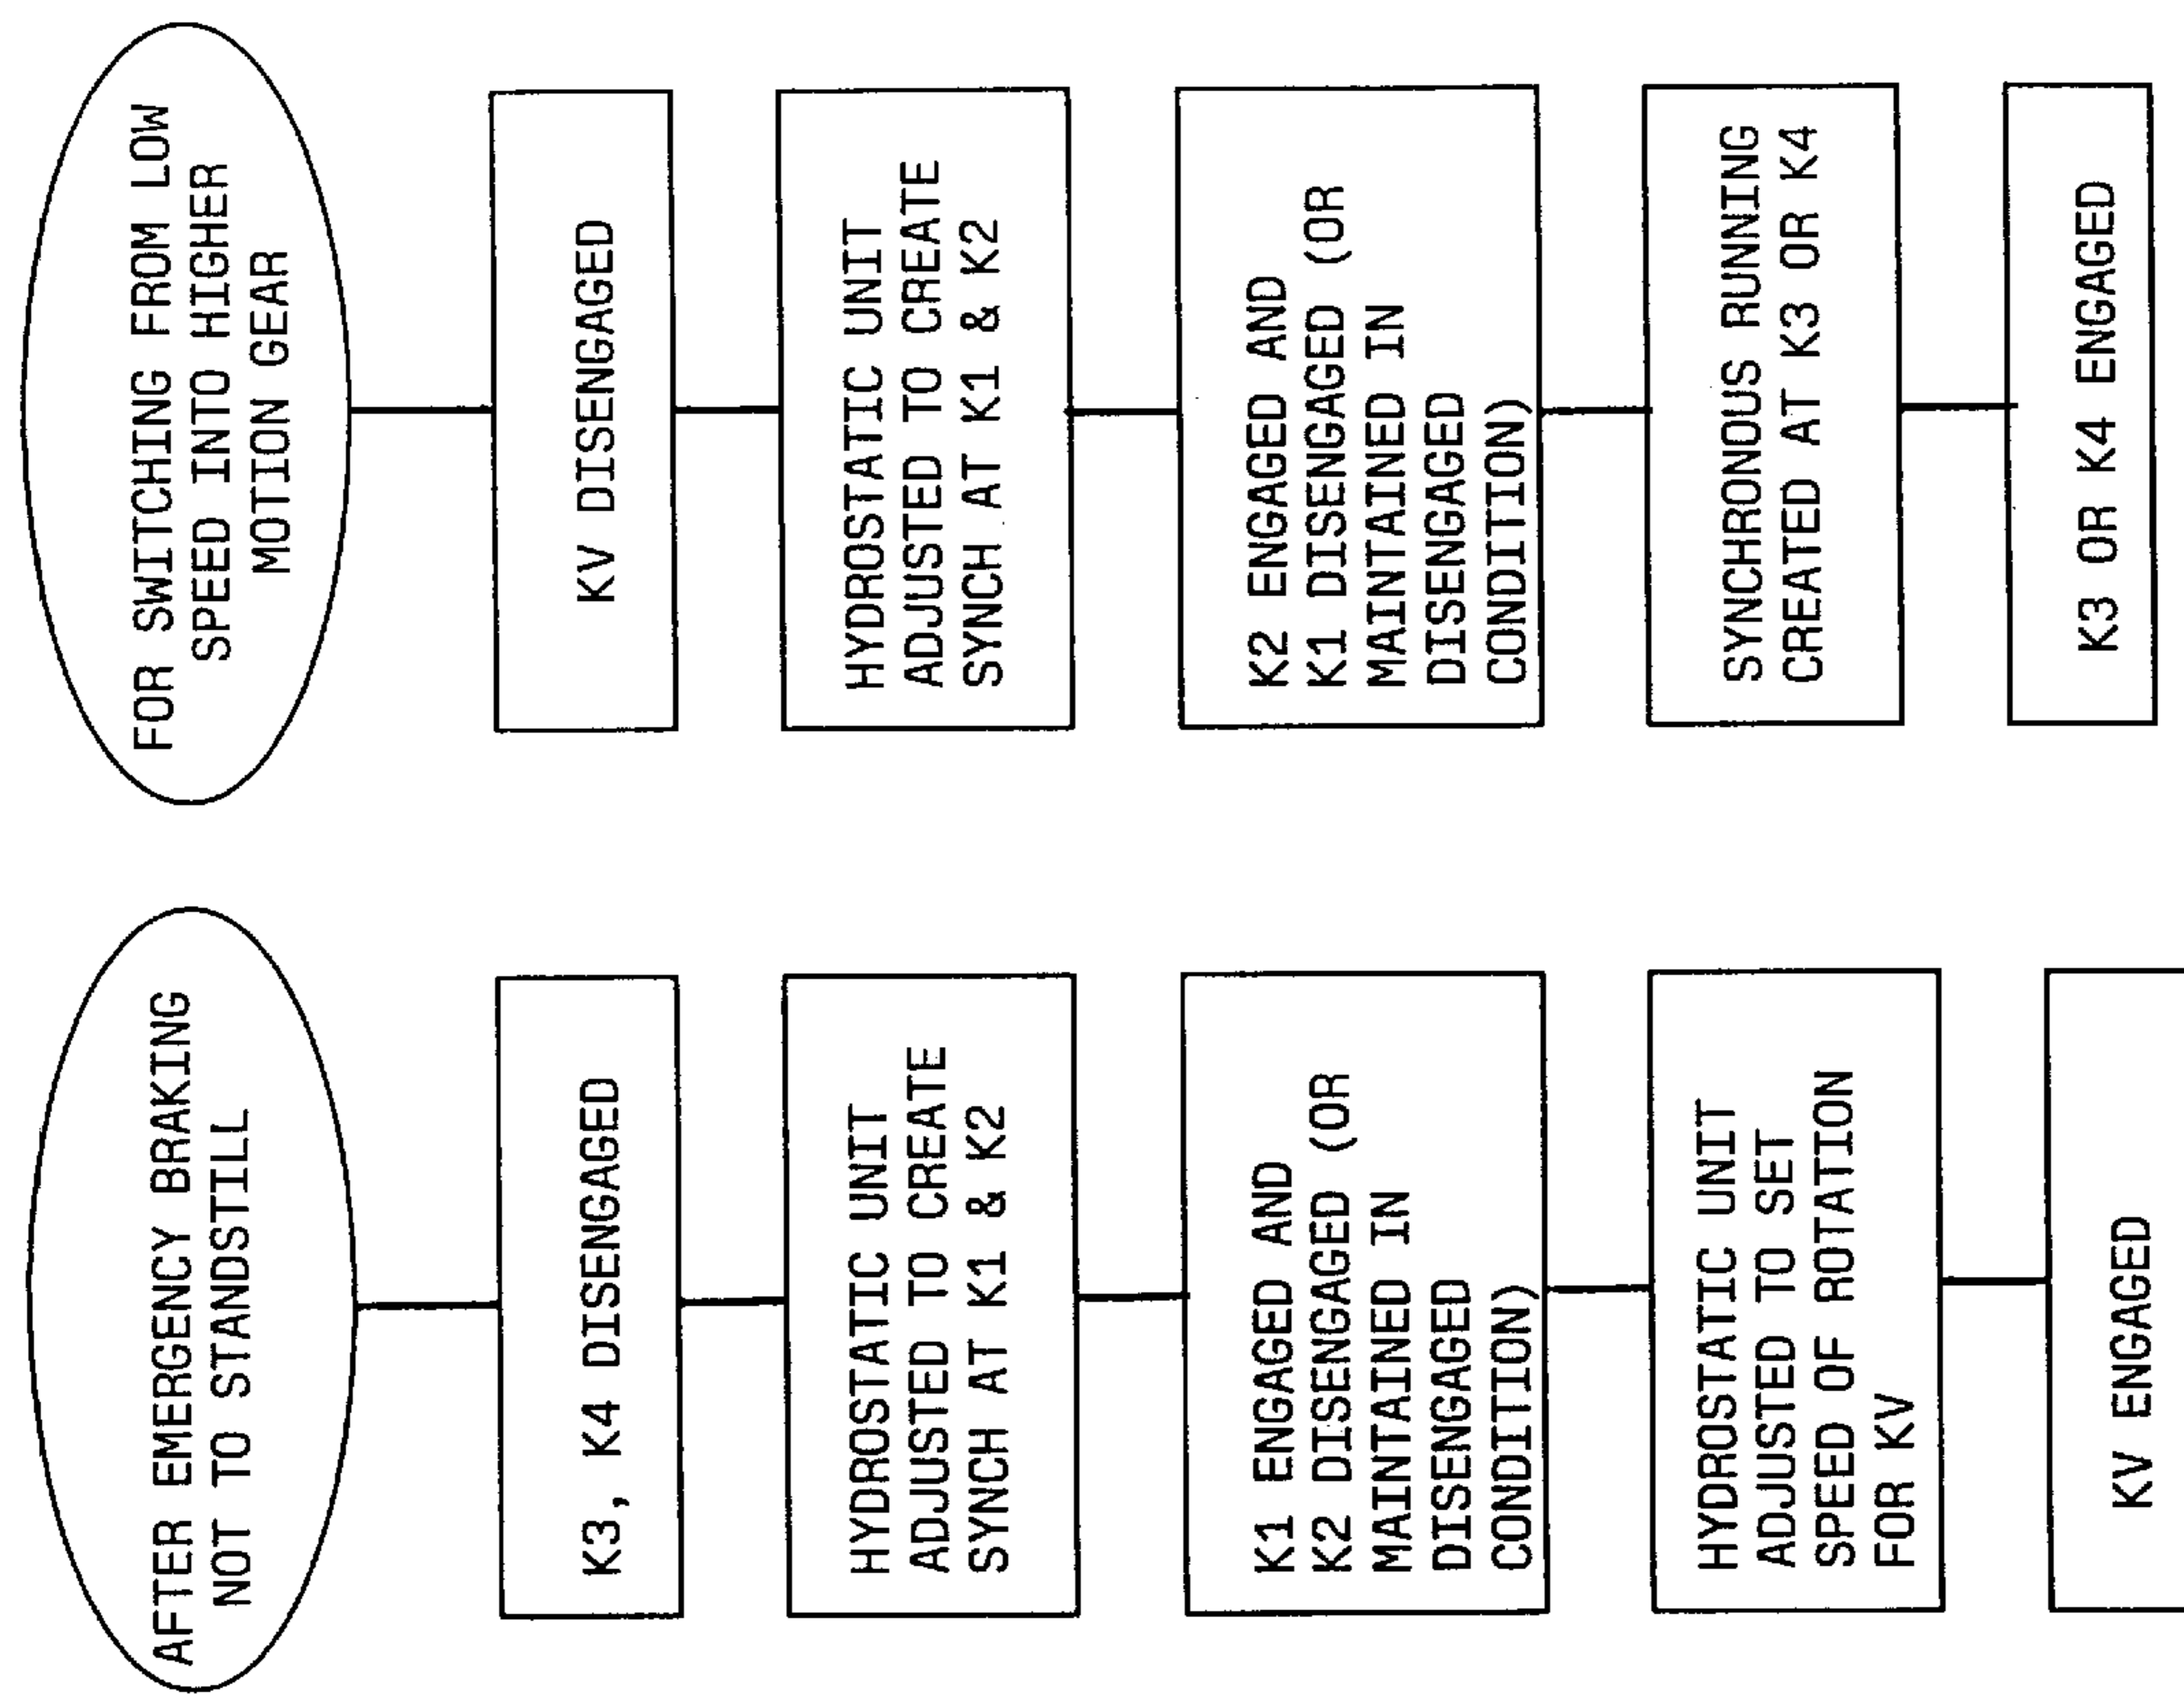 AFTER EMERGENCY BRAKING
NOT TO STANDSTILL
K3, K4 DISENGAGED
HYDROSTATIC UNIT
ADJUSTED TO CREATE
SYNCH AT K1 & K2
K1 ENGAGED AND
K2 DISENGAGED (OR
MAINTAINED IN
DISENGAGED
CONDITION)
HYDROSTATIC UNIT
ADJUSTED TO SET
SPEED OF ROTATION
FOR KV
KV ENGAGED
FOR SWITCHING FROM LOW
SPEED INTO HIGHER
MOTION GEAR
KV DISENGAGED
HYDROSTATIC UNIT
ADJUSTED TO CREATE
SYNCH AT K1 & K2
K2 ENGAGED AND
K1 DISENGAGED (OR
MAINTAINED IN
DISENGAGED
CONDITION)
SYNCHRONOUS RUNNING
CREATED AT K3 OR K4
K3 OR K4 ENGAGED